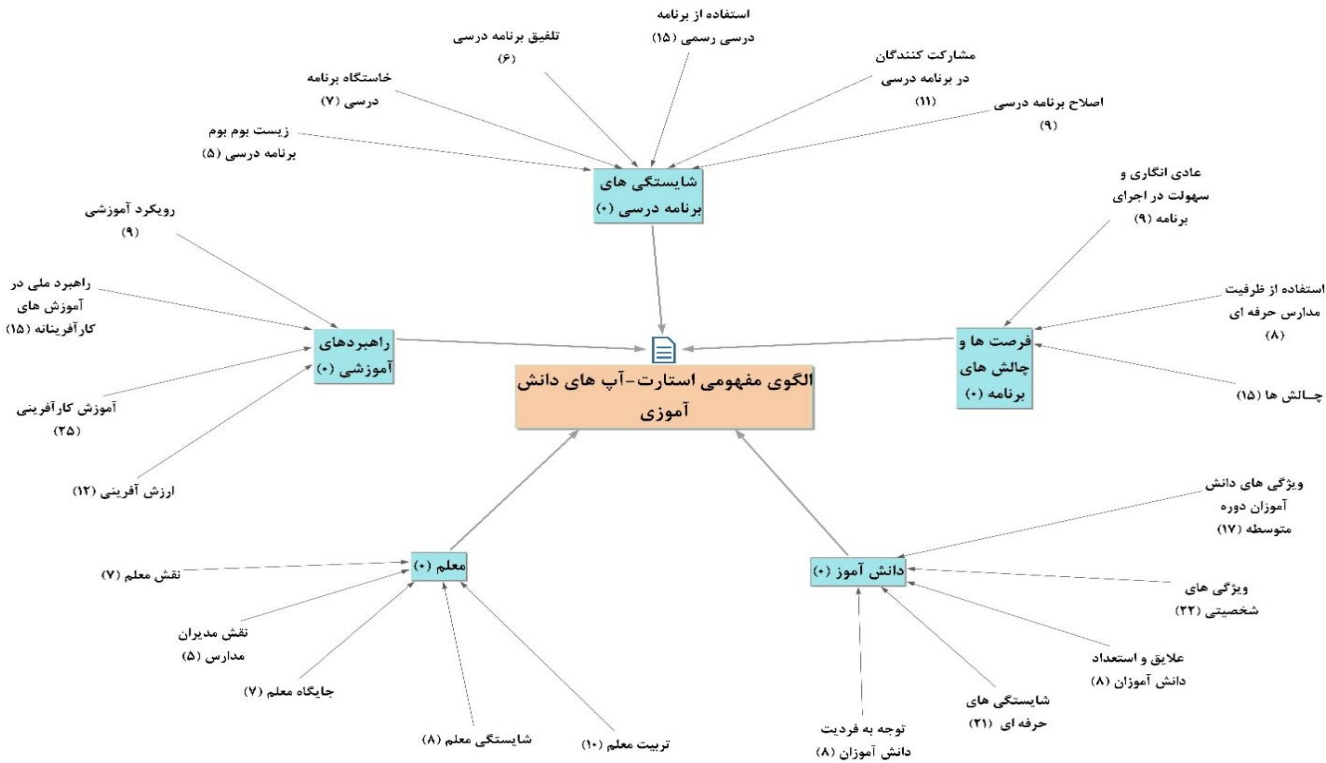 استفاده از برنامه
درسی رسمی (۱۵)
تلفیق برنامه درسی
(۶)
مشارکت کنندگان
در برنامه درسی
(۱۱)
خاستگاه برنامه
درسی (۷)
اصلاح برنامه درسی
(۹)
زیست بوم بوم
برنامه درسی (۵)
شایستگی های
برنامه درسی (۰)
عادی انگاری و
سهولت در اجرای
برنامه (۹)
استفاده از ظرفیت
مدارس حرفه ای
(۸)
چـالش ها (۱۵)
فرصت ها و
چالش های
برنامه (۰)
رویکرد آموزشی
(۹)
راهبرد ملی در
آموزش های
کارآفرینانه (۱۵)
آموزش کارآفرینی
(۲۵)
ارزش آفرینی (۱۲)
راهبردهای
آموزشی (۰)
الگوی مفهومی استارت-آپ های دانش
آموزی
ویژگی های دانش
آموزان دوره
متوسطه (۱۷)
ویژگی های
شخصیتی (۲۲)
علایق و استعداد
دانش آموزان (۸)
شایستگی های
حرفه ای (۲۱)
توجه به فردیت
دانش آموزان (۸)
دانش آموز (۰)
معلم (۰)
نقش معلم (۷)
نقش مدیران
مدارس (۵)
جایگاه معلم (۷)
شایستگی معلم (۸)
تربیت معلم (۱۰)